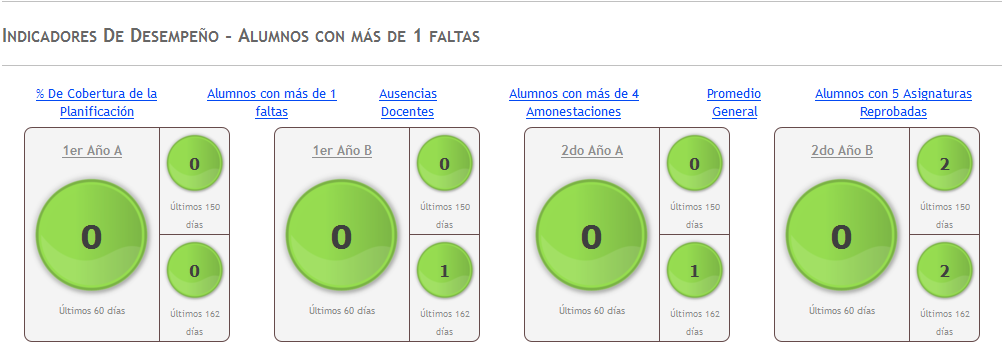 Indicadores De Desempeño - Alumnos con más de 1 faltas
% De Cobertura de la
Planificación
Alumnos con más de 1
faltas
Ausencias
Docentes
Alumnos con más de 4
Amonestaciones
Promedio
General
Alumnos con 5 Asignaturas
Reprobadas
1er Año A
0
Últimos 60 días
0
Últimos 150
días
0
Últimos 162
días
1er Año B
0
Últimos 60 días
0
Últimos 150
días
1
Últimos 162
días
2do Año A
0
Últimos 60 días
0
Últimos 150
días
1
Últimos 162
días
2do Año B
0
Últimos 60 días
2
Últimos 150
días
2
Últimos 162
días